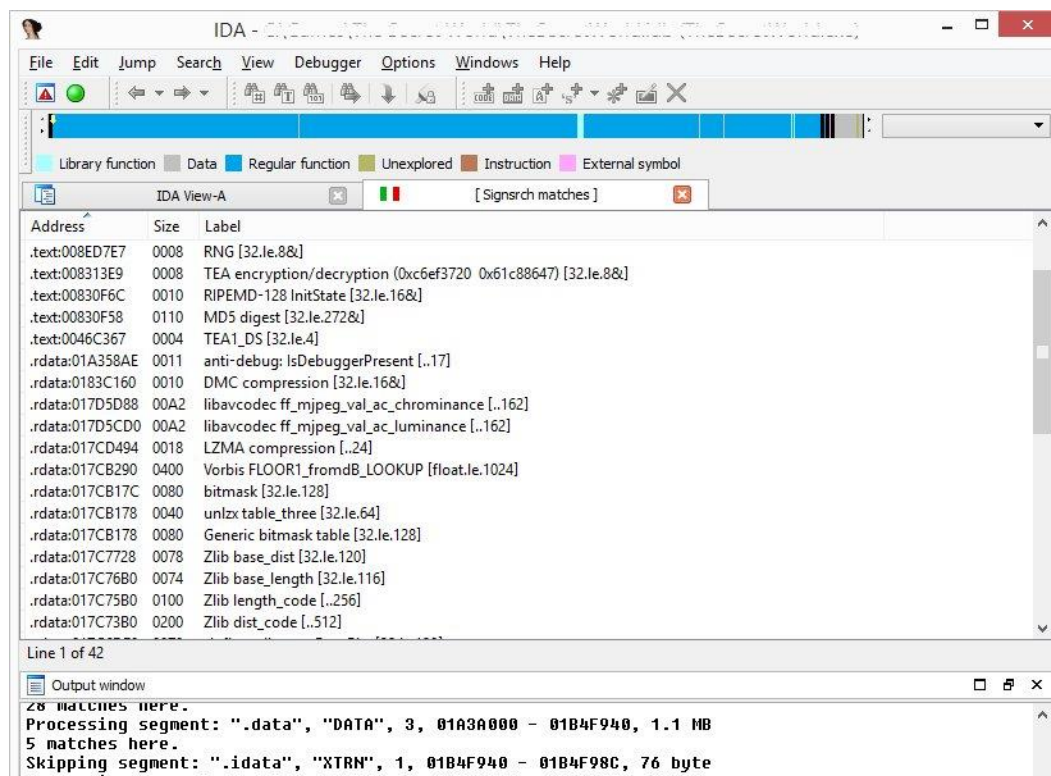 IDA -
File Edit Jump Search View Debugger Options Windows Help
Library function Data Regular function Unexplored Instruction External symbol
IDA View-A [ Signsrch matches ]
Address Size Label
.text:008ED7E7 0008 RNG [32.le.8&]
.text:008313E9 0008 TEA encryption/decryption (0xc6ef3720 0x61c88647) [32.le.8&]
.text:00830F6C 0010 RIPEMD-128 InitState [32.le.16&]
.text:00830F58 0110 MD5 digest [32.le.272&]
.text:0046C367 0004 TEA1_DS [32.le.4]
.rdata:01A358AE 0011 anti-debug: IsDebuggerPresent [..17]
.rdata:0183C160 0010 DMC compression [32.le.16&]
.rdata:017D5D88 00A2 libavcodec ff_mjpeg_val_ac_chrominance [..162]
.rdata:017D5CD0 00A2 libavcodec ff_mjpeg_val_ac_luminance [..162]
.rdata:017CD494 0018 LZMA compression [..24]
.rdata:017CB290 0400 Vorbis FLOOR1_fromdB_LOOKUP [float.le.1024]
.rdata:017CB17C 0080 bitmask [32.le.128]
.rdata:017CB178 0040 unlzx table_three [32.le.64]
.rdata:017CB178 0080 Generic bitmask table [32.le.128]
.rdata:017C7728 0078 Zlib base_dist [32.le.120]
.rdata:017C76B0 0074 Zlib base_length [32.le.116]
.rdata:017C75B0 0100 Zlib length_code [..256]
.rdata:017C73B0 0200 Zlib dist_code [..512]
Line 1 of 42
Output window
28 matches here.
Processing segment: ".data", "DATA", 3, 01A3A000 - 01B4F940, 1.1 MB
5 matches here.
Skipping segment: ".idata", "XTRN", 1, 01B4F940 - 01B4F98C, 76 byte